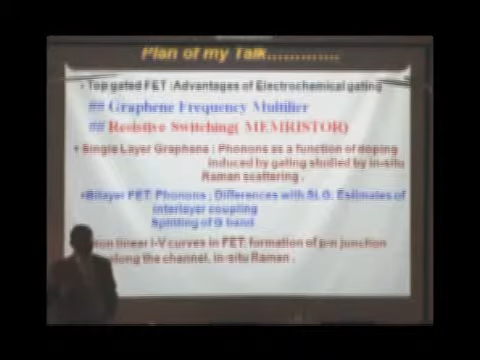 Plan of my Talk.............
• Top gated FET :Advantages of Electrochemical gating
## Graphene Frequency Multilier
## Resistive Switching( MEMRISTOR)
• Single Layer Graphene : Phonons as a function of doping
induced by gating studied by in-situ
Raman scattering .
•Bilayer FET: Phonons ; Differences with SLG: Estimates of
interlayer coupling
Splitting of G band
linear I-V curves in FET: formation of p-n junction
the channel, in-situ Raman .